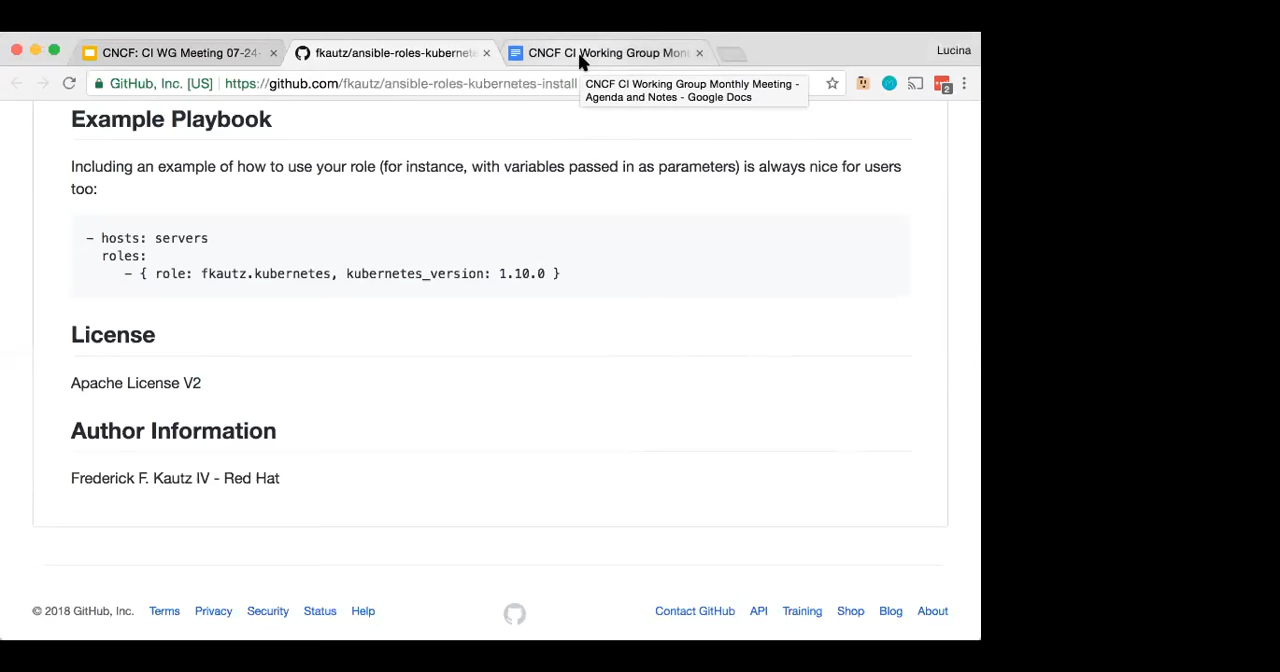 CNCF: CI WG Meeting 07-24-
fkautz/ansible-roles-kubernete
CNCF CI Working Group Mont
Lucina
GitHub, Inc. [US]
https://github.com/fkautz/ansible-roles-kubernetes-install
2
CNCF CI Working Group Monthly Meeting -
Agenda and Notes - Google Docs
Example Playbook
Including an example of how to use your role (for instance, with variables passed in as parameters) is always nice for users
too:
- hosts: servers
roles:
- { role: fkautz.kubernetes, kubernetes_version: 1.10.0 }
License
Apache License V2
Author Information
Frederick F. Kautz IV - Red Hat
© 2018 GitHub, Inc. Terms Privacy Security Status Help Contact GitHub API Training Shop Blog About